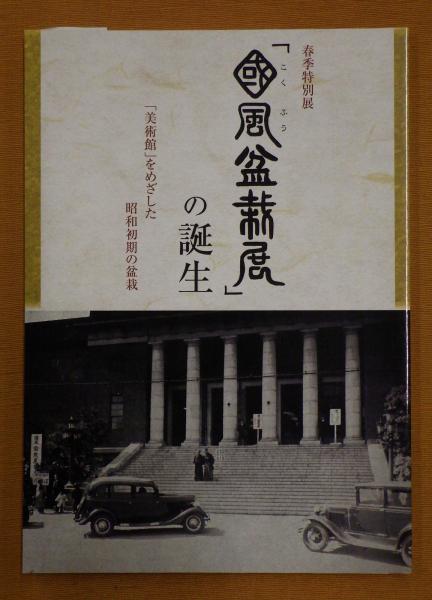 春季特別展
「國風盆栽展」
こくふう
の誕生
「美術館」をめざした
昭和初期の盆栽